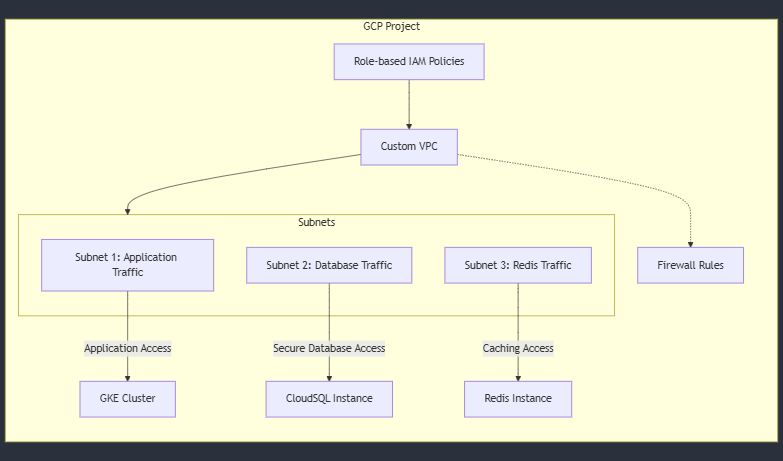 GCP Project
Role-based IAM Policies
Custom VPC
Subnets
Subnet 1: Application
Traffic
Subnet 2: Database Traffic
Subnet 3: Redis Traffic
Firewall Rules
Application Access
Secure Database Access
Caching Access
GKE Cluster
CloudSQL Instance
Redis Instance